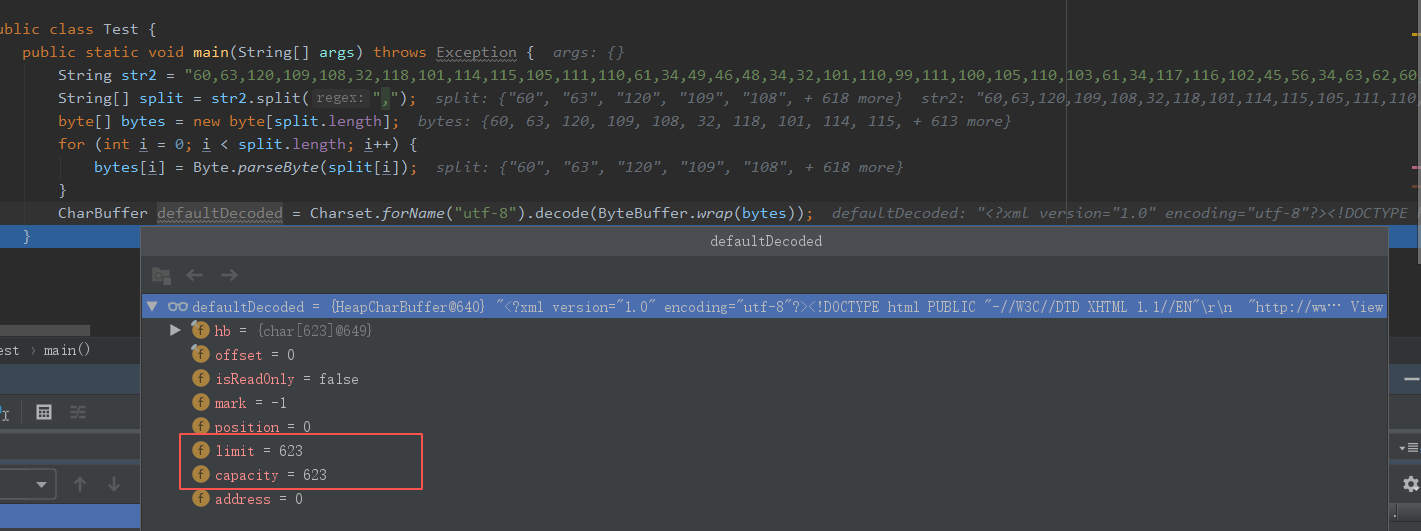 ublic class Test {
public static void main(String[] args) throws Exception {  args: {}
String str2 = "60,63,120,109,108,32,118,101,114,115,105,111,110,61,34,49,46,48,34,32,101,110,99,111,100,105,110,103,61,34,117,116,102,45,56,34,63,62,60
String[] split = str2.split( regex: ",");  split: {"60", "63", "120", "109", "108", + 618 more}  str2: "60,63,120,109,108,32,118,101,114,115,105,111,110
byte[] bytes = new byte[split.length];  bytes: {60, 63, 120, 109, 108, 32, 118, 101, 114, 115, + 613 more}
for (int i = 0; i < split.length; i++) {
bytes[i] = Byte.parseByte(split[i]);  split: {"60", "63", "120", "109", "108", + 618 more}
}
CharBuffer defaultDecoded = Charset.forName("utf-8").decode(ByteBuffer.wrap(bytes));  defaultDecoded: "<?xml version="1.0" encoding="utf-8"?><!DOCTYPE
}
defaultDecoded
defaultDecoded = {HeapCharBuffer@640} "<?xml version="1.0" encoding="utf-8"?><!DOCTYPE html PUBLIC "-//W3C//DTD XHTML 1.1//EN"\r\n  "http://ww… View
f hb = {char[623]@649}
f offset = 0
f isReadOnly = false
f mark = -1
f position = 0
f limit = 623
f capacity = 623
f address = 0
est › main()